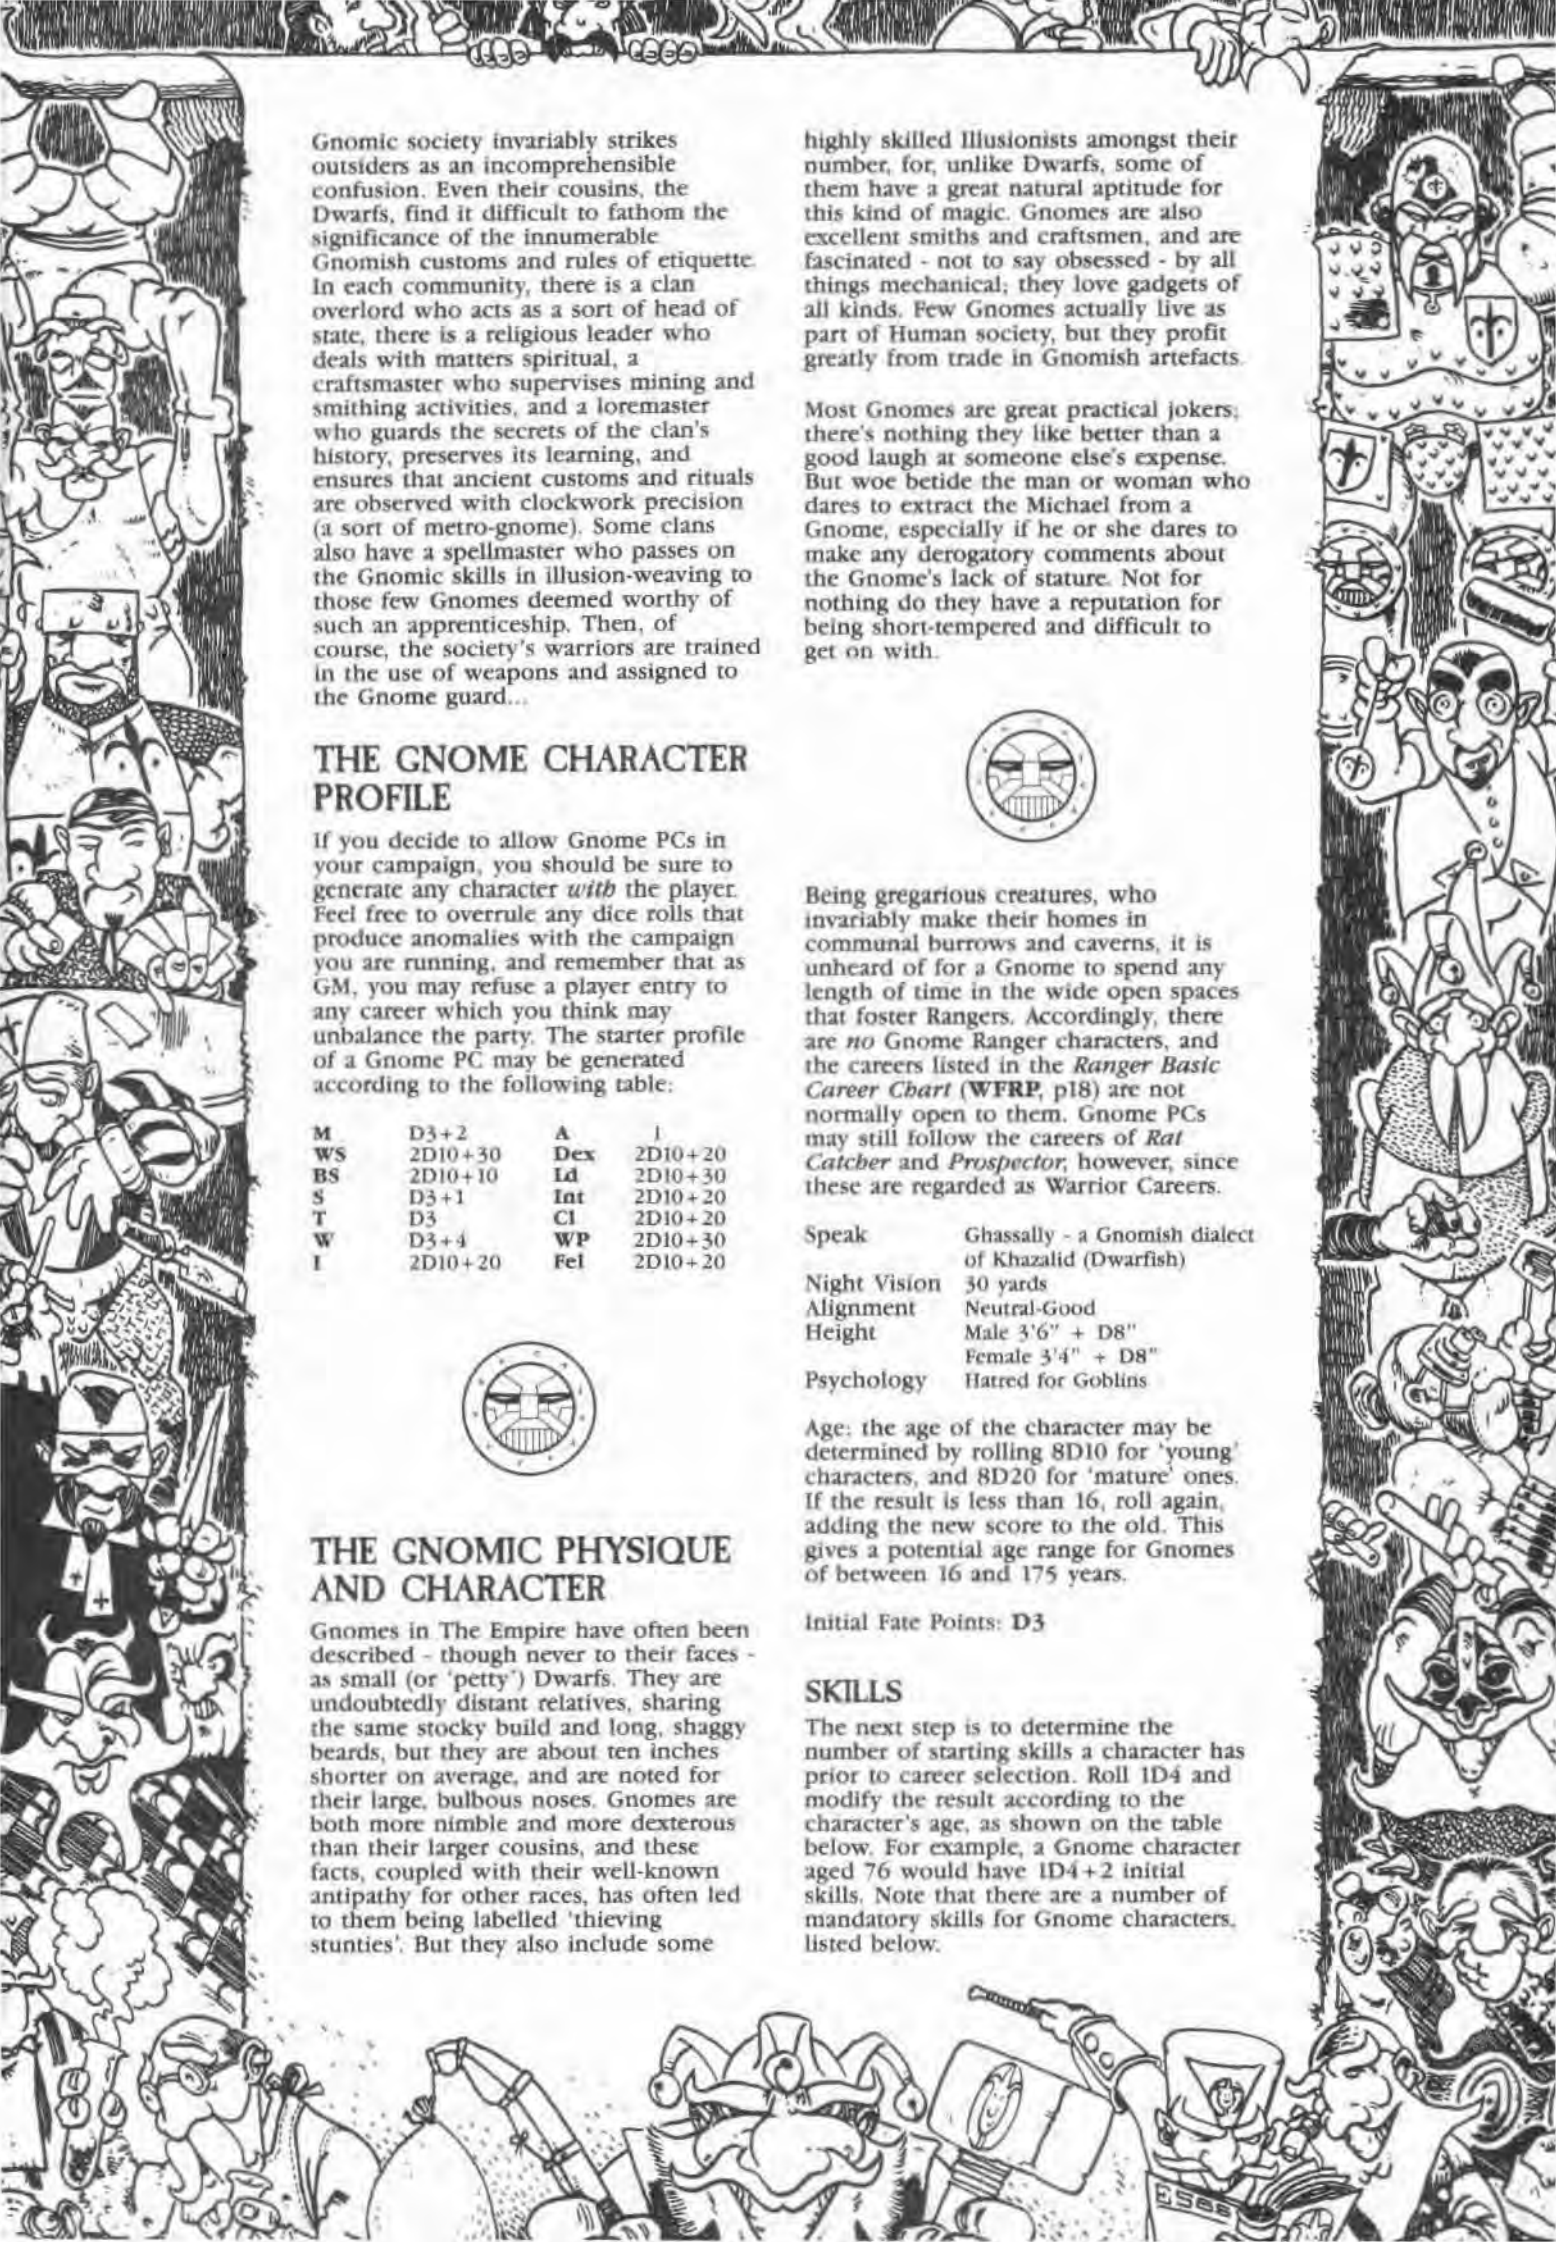 Gnomic society invariably strikes
outsiders as an incomprehensible
confusion. Even their cousins, the
Dwarfs, find it difficult to fathom the
significance of the innumerable
Gnomish customs and rules of etiquette.
In each community, there is a clan
overlord who acts as a sort of head of
state, there is a religious leader who
deals with matters spiritual, a
craftsmaster who supervises mining and
smithing activities, and a loremaster
who guards the secrets of the clan's
history, preserves its learning, and
ensures that ancient customs and rituals
are observed with clockwork precision
(a sort of metro-gnome). Some clans
also have a spellmaster who passes on
the Gnomic skills in illusion-weaving to
those few Gnomes deemed worthy of
such an apprenticeship. Then, of
course, the society's warriors are trained
in the use of weapons and assigned to
the Gnome guard...
THE GNOME CHARACTER
PROFILE
If you decide to allow Gnome PCs in
your campaign, you should be sure to
generate any character with the player.
Feel free to overrule any dice rolls that
produce anomalies with the campaign
you are running, and remember that as
GM, you may refuse a player entry to
any career which you think may
unbalance the party. The starter profile
of a Gnome PC may be generated
according to the following table:
M D3+2 A 1
WS 2D10+30 Dex 2D10+20
BS 2D10+10 Ld 2D10+30
S D3+1 Int 2D10+20
T D3 Cl 2D10+20
W D3+4 WP 2D10+30
I 2D10+20 Fel 2D10+20
THE GNOMIC PHYSIQUE
AND CHARACTER
Gnomes in The Empire have often been
described - though never to their faces -
as small (or 'petty') Dwarfs. They are
undoubtedly distant relatives, sharing
the same stocky build and long, shaggy
beards, but they are about ten inches
shorter on average, and are noted for
their large, bulbous noses. Gnomes are
both more nimble and more dexterous
than their larger cousins, and these
facts, coupled with their well-known
antipathy for other races, has often led
to them being labelled 'thieving
stunties'. But they also include some
highly skilled Illusionists amongst their
number, for, unlike Dwarfs, some of
them have a great natural aptitude for
this kind of magic. Gnomes are also
excellent smiths and craftsmen, and are
fascinated - not to say obsessed - by all
things mechanical; they love gadgets of
all kinds. Few Gnomes actually live as
part of Human society, but they profit
greatly from trade in Gnomish artefacts.
Most Gnomes are great practical jokers;
there's nothing they like better than a
good laugh at someone else's expense.
But woe betide the man or woman who
dares to extract the Michael from a
Gnome, especially if he or she dares to
make any derogatory comments about
the Gnome's lack of stature. Not for
nothing do they have a reputation for
being short-tempered and difficult to
get on with.
Being gregarious creatures, who
invariably make their homes in
communal burrows and caverns, it is
unheard of for a Gnome to spend any
length of time in the wide open spaces
that foster Rangers. Accordingly, there
are no Gnome Ranger characters, and
the careers listed in the Ranger Basic
Career Chart (WFRP, p18) are not
normally open to them. Gnome PCs
may still follow the careers of Rat
Catcher and Prospector, however, since
these are regarded as Warrior Careers.
Speak Ghassally - a Gnomish dialect
of Khazalid (Dwarfish)
Night Vision 30 yards
Alignment Neutral-Good
Height Male 3'6" + D8"
Female 3'4" + D8"
Psychology Hatred for Goblins
Age: the age of the character may be
determined by rolling 8D10 for 'young'
characters, and 8D20 for 'mature' ones.
If the result is less than 16, roll again,
adding the new score to the old. This
gives a potential age range for Gnomes
of between 16 and 175 years.
Initial Fate Points: D3
SKILLS
The next step is to determine the
number of starting skills a character has
prior to career selection. Roll 1D4 and
modify the result according to the
character's age, as shown on the table
below. For example, a Gnome character
aged 76 would have 1D4+2 initial
skills. Note that there are a number of
mandatory skills for Gnome characters,
listed below.